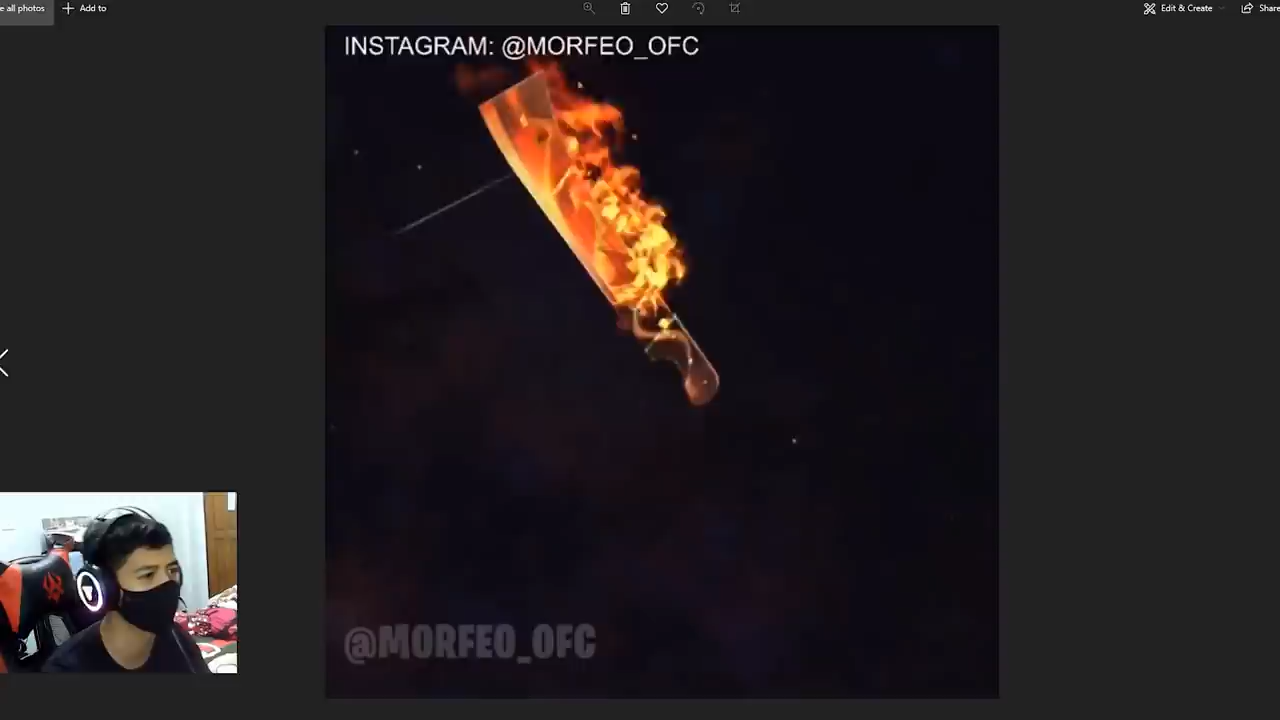 e all photos
Add to
Edit & Create
Share
INSTAGRAM: @MORFEO_OFC
@MORFEO_OFC